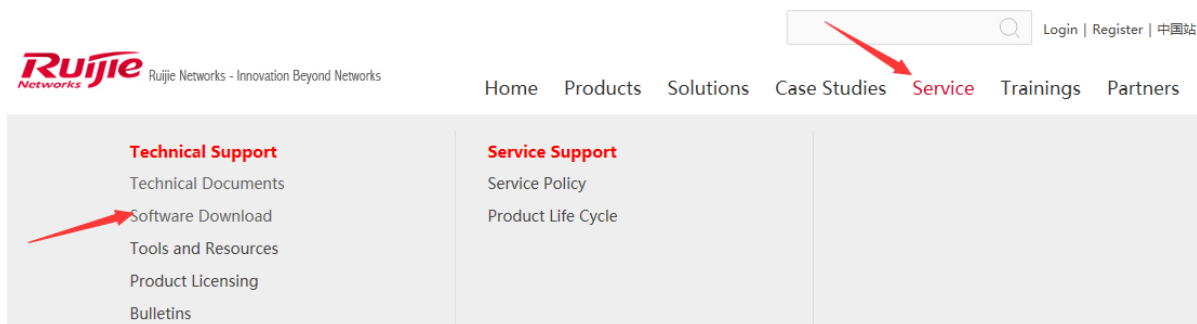 Login | Register | 中国站
Ruijie
Networks
Ruijie Networks - Innovation Beyond Networks
Home Products Solutions Case Studies Service Trainings Partners
Technical Support
Technical Documents
Software Download
Tools and Resources
Product Licensing
Bulletins
Service Support
Service Policy
Product Life Cycle